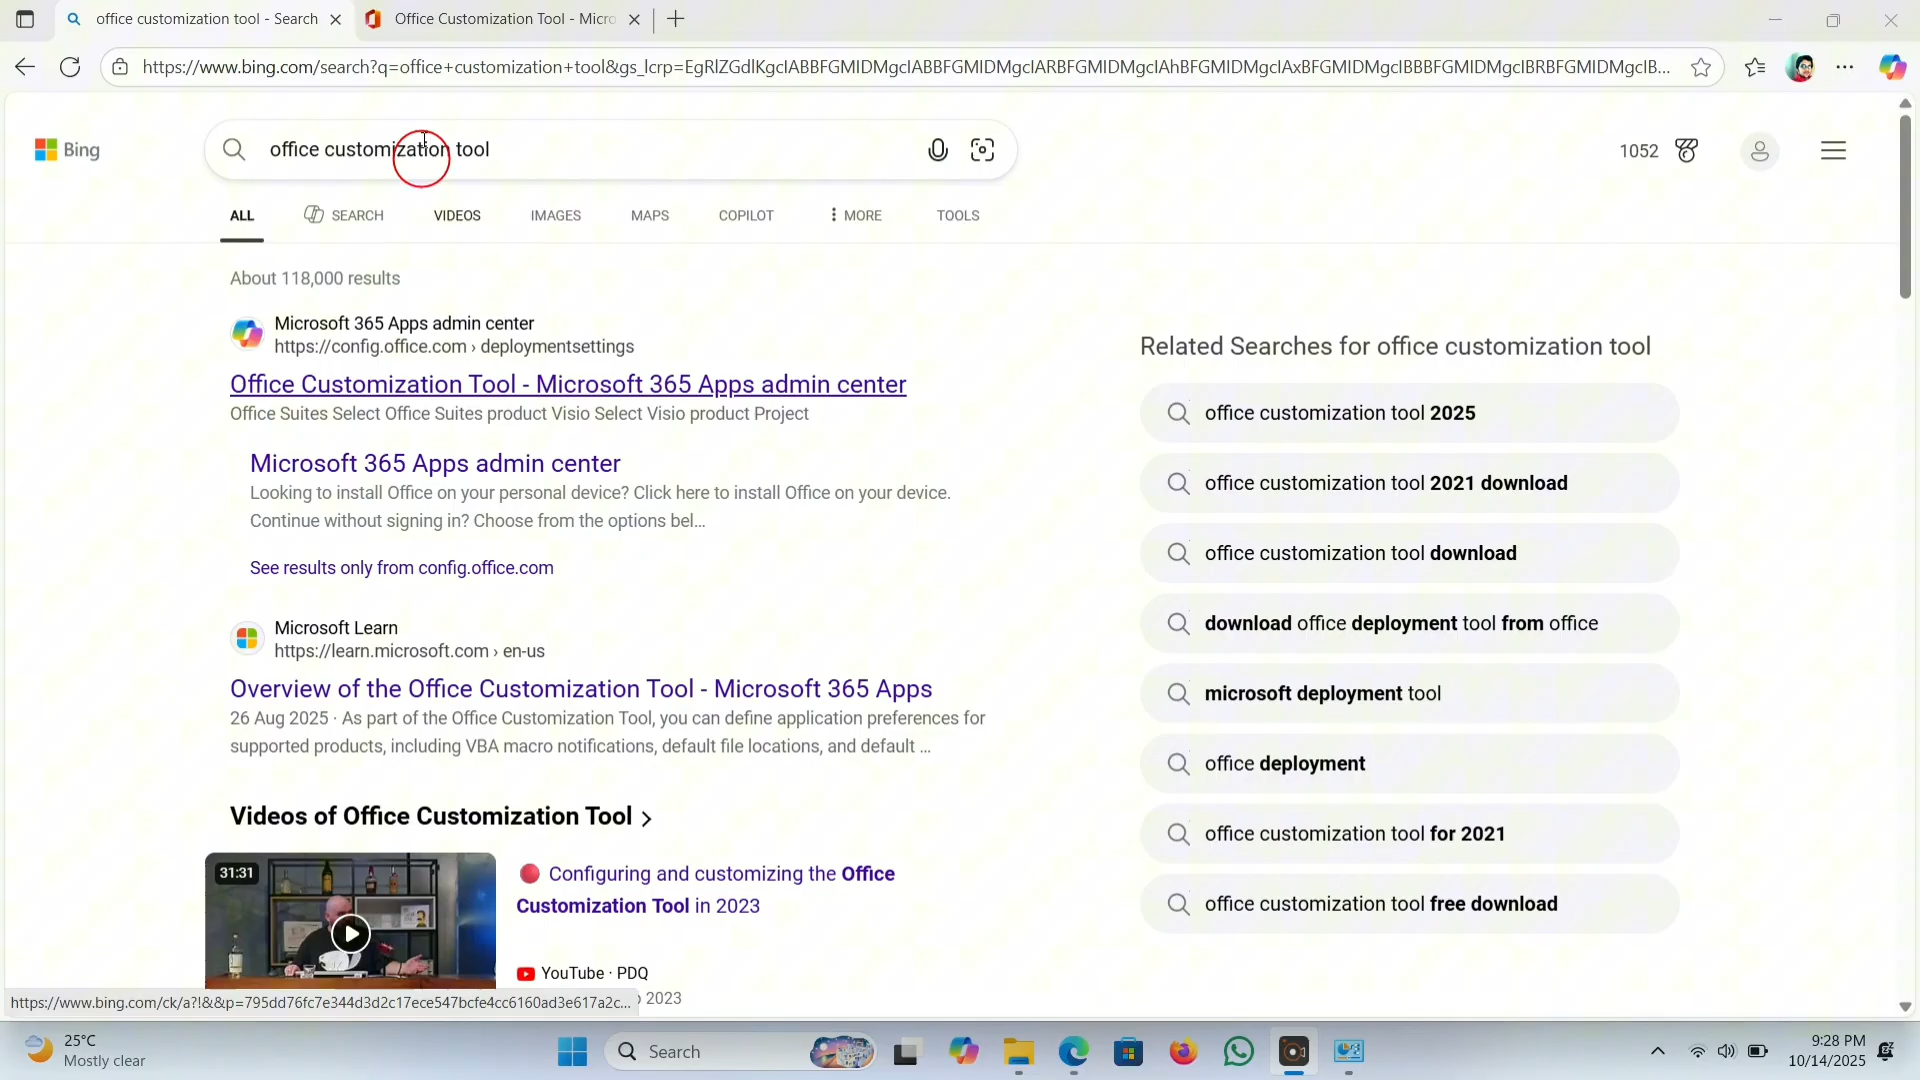 office customization tool - Search
Office Customization Tool - Micro
https://www.bing.com/search?q=office+customization+tool&gs_lcrp=EgRlZGdlKgcIABBFGMIDMgcIABBFGMIDMgcIARBFGMIDMgcIAhBFGMIDMgcIAxBFGMIDMgcIBBBFGMIDMgcIBRBFGMIDMgcIB...
Bing
office customization tool
1052
ALL SEARCH VIDEOS IMAGES MAPS COPILOT MORE TOOLS
About 118,000 results
Microsoft 365 Apps admin center
https://config.office.com › deploymentsettings
Office Customization Tool - Microsoft 365 Apps admin center
Office Suites Select Office Suites product Visio Select Visio product Project
Microsoft 365 Apps admin center
Looking to install Office on your personal device? Click here to install Office on your device.
Continue without signing in? Choose from the options bel...
See results only from config.office.com
Microsoft Learn
https://learn.microsoft.com › en-us
Overview of the Office Customization Tool - Microsoft 365 Apps
26 Aug 2025 · As part of the Office Customization Tool, you can define application preferences for
supported products, including VBA macro notifications, default file locations, and default ...
Videos of Office Customization Tool >
31:31
Configuring and customizing the Office
Customization Tool in 2023
YouTube · PDQ
2023
Related Searches for office customization tool
office customization tool 2025
office customization tool 2021 download
office customization tool download
download office deployment tool from office
microsoft deployment tool
office deployment
office customization tool for 2021
office customization tool free download
https://www.bing.com/ck/a?!&&p=795dd76fc7e344d3d2c17ece547bcfe4cc6160ad3e617a2c...
25°C
Mostly clear
Search
9:28 PM
10/14/2025